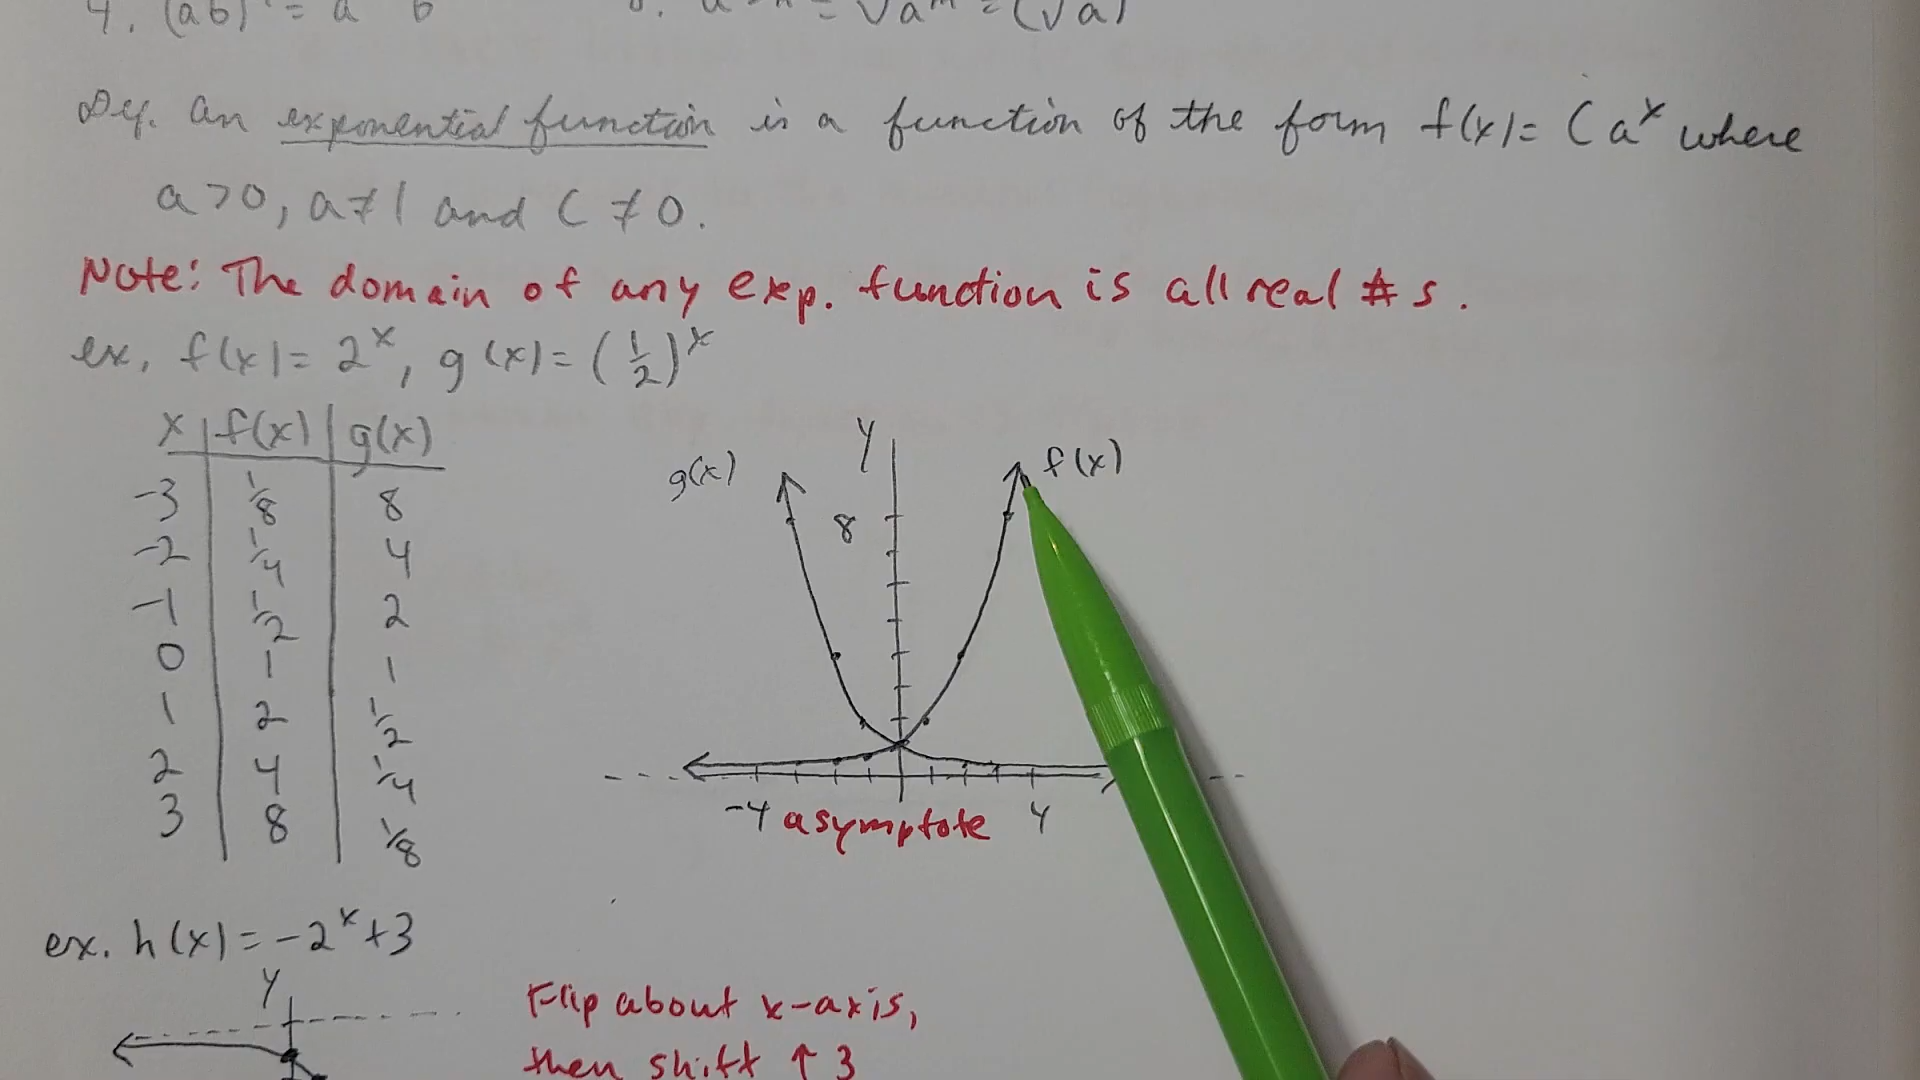 4. (ab) = a b
Def. an exponential function is a function of the form f(x)= C a^x where
a>0, a≠1 and C ≠ 0.
Note: The domain of any exp. function is all real #s.
ex. f(x)= 2^x, g(x)= (1/2)^x
x | f(x) | g(x)
-3 1/8 8
-2 1/4 4
-1 1/2 2
0 1 1
1 2 1/2
2 4 1/4
3 8 1/8
g(x) y f(x)
8
-4 asymptote 4
ex. h(x)= -2^x+3
y
Flip about x-axis,
then shift ↑ 3